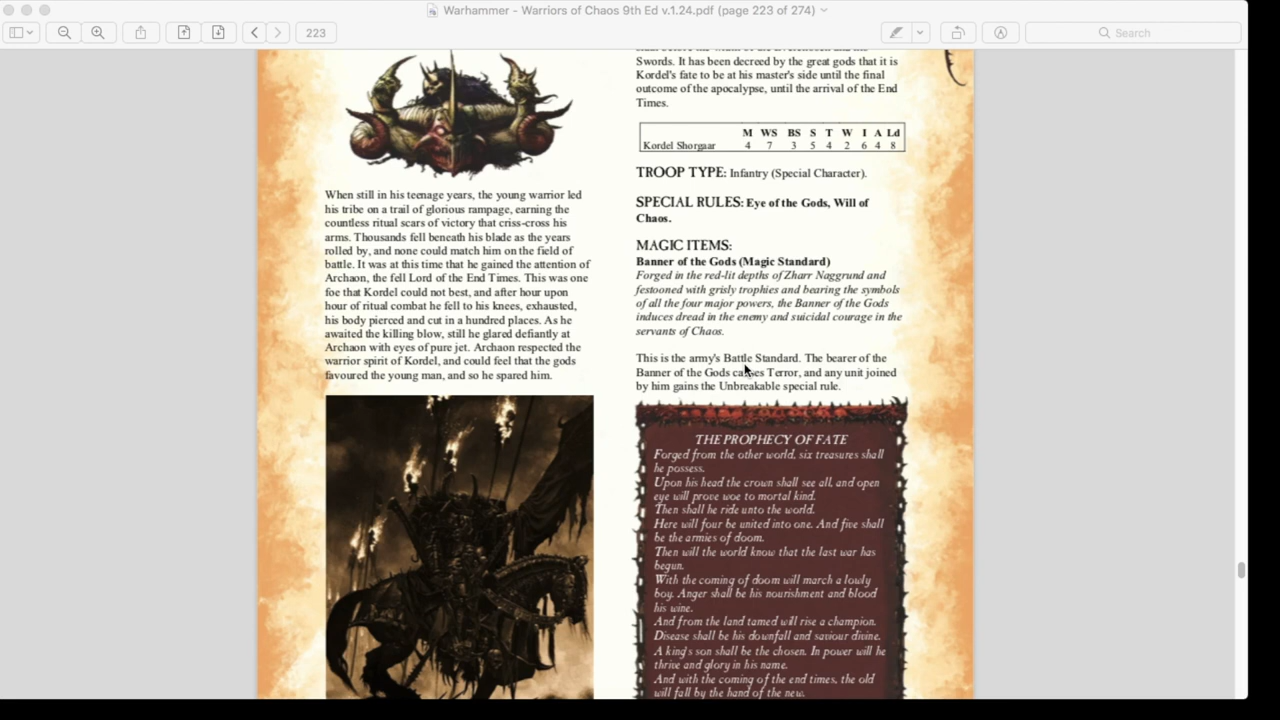 Warhammer - Warriors of Chaos 9th Ed v.1.24.pdf (page 223 of 274)
223
Search
When still in his teenage years, the young warrior led
his tribe on a trail of glorious rampage, earning the
countless ritual scars of victory that criss-cross his
arms. Thousands fell beneath his blade as the years
rolled by, and none could match him on the field of
battle. It was at this time that he gained the attention of
Archaon, the fell Lord of the End Times. This was one
foe that Kordel could not best, and after hour upon
hour of ritual combat he fell to his knees, exhausted,
his body pierced and cut in a hundred places. As he
awaited the killing blow, still he glared defiantly at
Archaon with eyes of pure jet. Archaon respected the
warrior spirit of Kordel, and could feel that the gods
favoured the young man, and so he spared him.
Swords. It has been decreed by the great gods that it is
Kordel's fate to be at his master's side until the final
outcome of the apocalypse, until the arrival of the End
Times.
M WS BS S T W I A Ld
Kordel Shorgaar 4 7 3 5 4 2 6 4 8
TROOP TYPE: Infantry (Special Character).
SPECIAL RULES: Eye of the Gods, Will of
Chaos.
MAGIC ITEMS:
Banner of the Gods (Magic Standard)
Forged in the red-lit depths of Zharr Naggrund and
festooned with grisly trophies and bearing the symbols
of all the four major powers, the Banner of the Gods
induces dread in the enemy and suicidal courage in the
servants of Chaos.
This is the army's Battle Standard. The bearer of the
Banner of the Gods causes Terror, and any unit joined
by him gains the Unbreakable special rule.
THE PROPHECY OF FATE
Forged from the other world, six treasures shall
he possess.
Upon his head the crown shall see all, and open
eye will prove woe to mortal kind.
Then shall he ride unto the world.
Here will four be united into one. And five shall
be the armies of doom.
Then will the world know that the last war has
begun.
With the coming of doom will march a lowly
boy. Anger shall be his nourishment and blood
his wine.
And from the land tamed will rise a champion.
Disease shall be his downfall and saviour divine.
A king's son shall be the chosen. In power will he
thrive and glory in his name.
And with the coming of the end times, the old
will fall by the hand of the new.